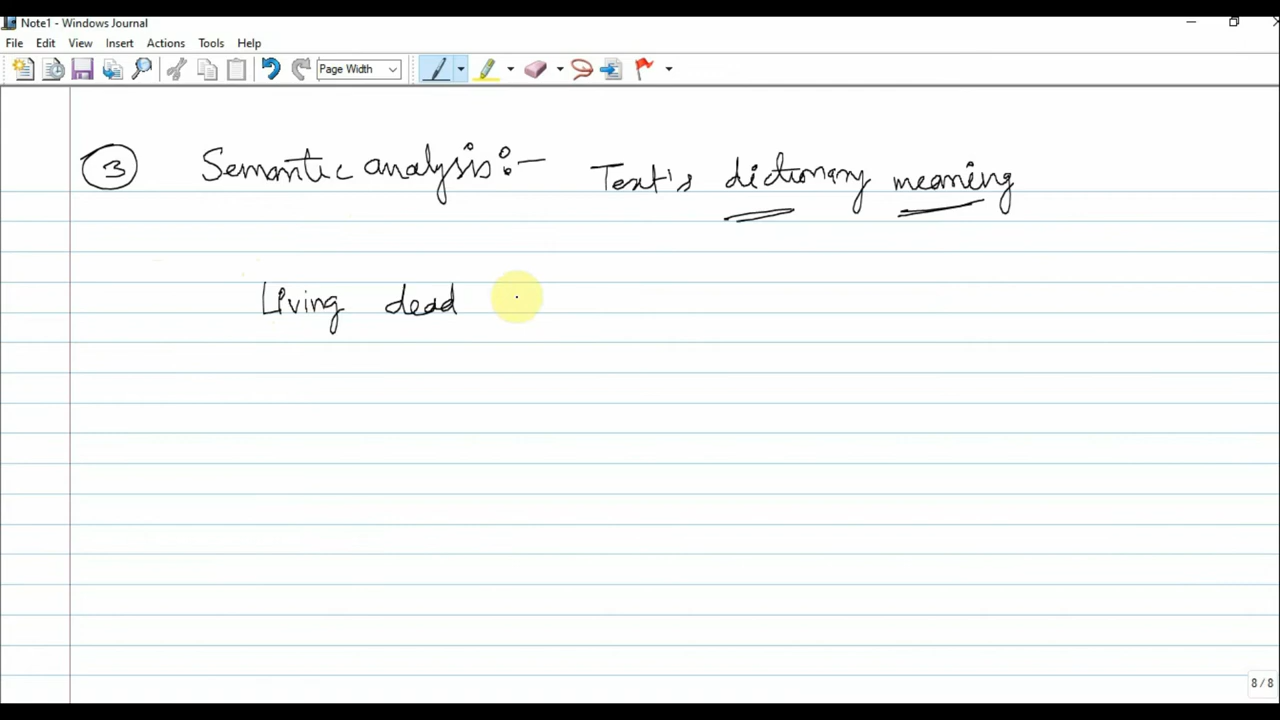 Note1 - Windows Journal
File Edit View Insert Actions Tools Help
Page Width
3 Semantic analysis:- Text's dictionary meaning
Living dead
8/8